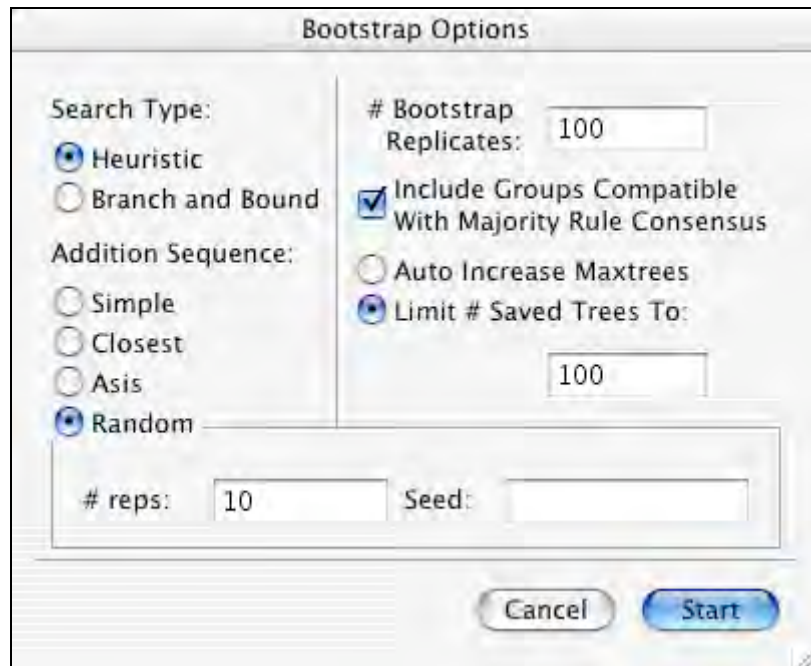 Bootstrap Options
Search Type:
Heuristic
Branch and Bound
Addition Sequence:
Simple
Closest
Asis
Random
# Bootstrap
Replicates:
100
Include Groups Compatible
With Majority Rule Consensus
Auto Increase Maxtrees
Limit # Saved Trees To:
100
# reps: 10 Seed:
Cancel Start